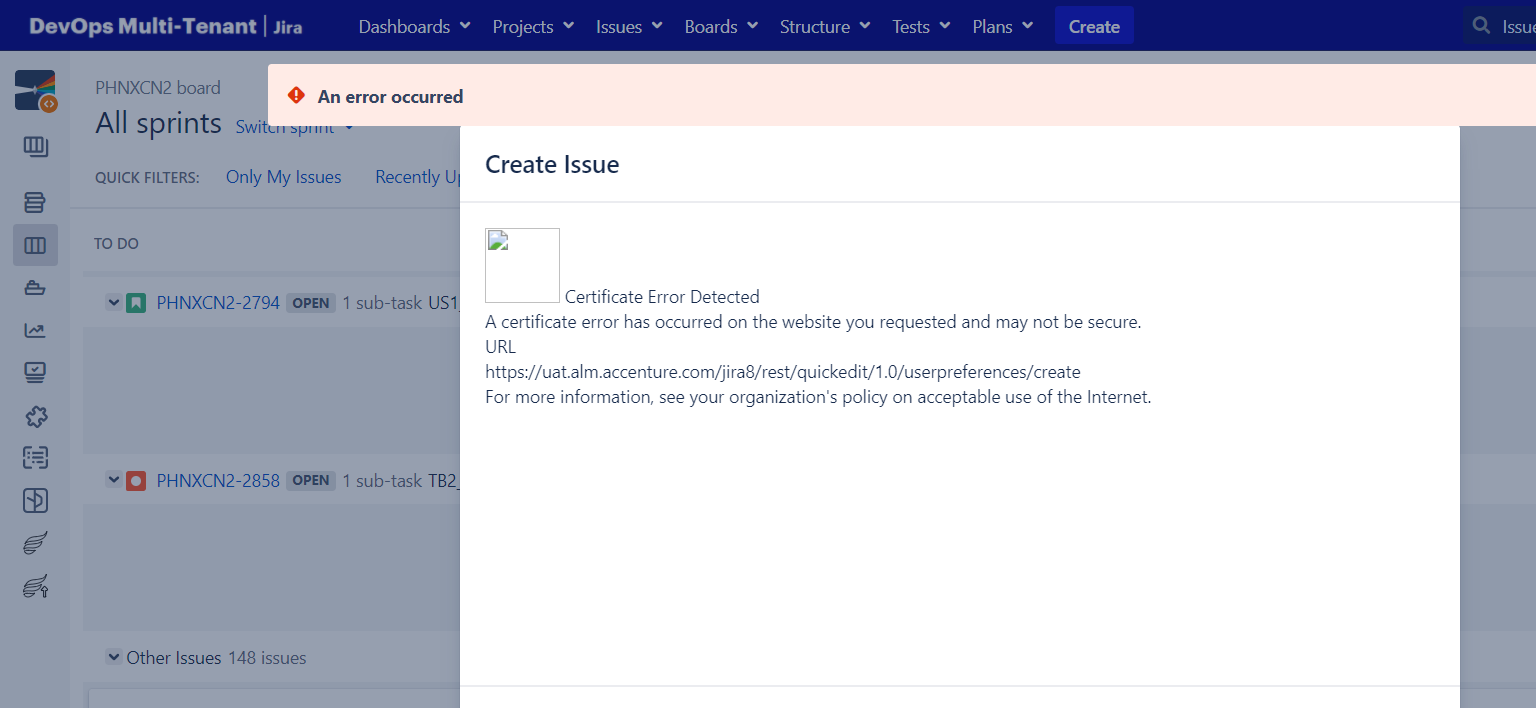 DevOps Multi-Tenant | Jira Dashboards Projects Issues Boards Structure Tests Plans Create
PHNXCN2 board
An error occurred
All sprints Switch sprint
Create Issue
QUICK FILTERS: Only My Issues Recently
TO DO
Certificate Error Detected
PHNXCN2-2794 OPEN 1 sub-task US1
A certificate error has occurred on the website you requested and may not be secure.
URL
https://uat.alm.accenture.com/jira8/rest/quickedit/1.0/userpreferences/create
For more information, see your organization's policy on acceptable use of the Internet.
PHNXCN2-2858 OPEN 1 sub-task TB2_
Other Issues 148 issues